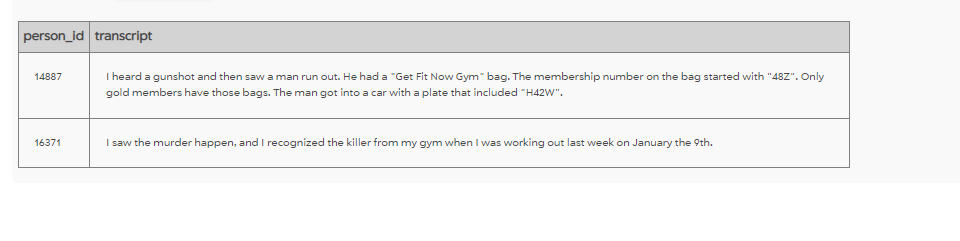 person_id transcript
14887 I heard a gunshot and then saw a man run out. He had a "Get Fit Now Gym" bag. The membership number on the bag started with "48Z". Only
gold members have those bags. The man got into a car with a plate that included "H42W".
16371 I saw the murder happen, and I recognized the killer from my gym when I was working out last week on January the 9th.